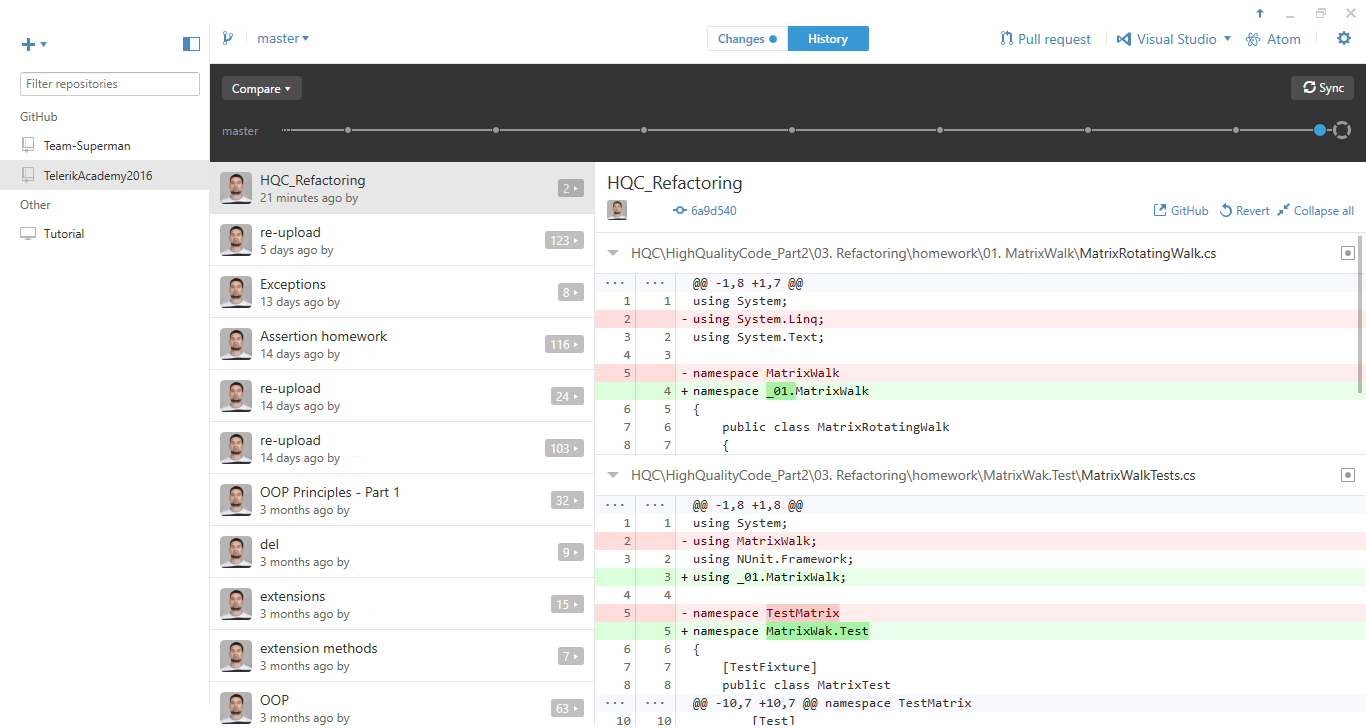 master
Changes
History
Pull request
Visual Studio
Atom
Filter repositories
GitHub
Team-Superman
TelerikAcademy2016
Other
Tutorial
Compare
Sync
master
HQC_Refactoring
21 minutes ago by
2
re-upload
5 days ago by
123
Exceptions
13 days ago by
8
Assertion homework
14 days ago by
116
re-upload
14 days ago by
24
re-upload
14 days ago by
103
OOP Principles - Part 1
3 months ago by
32
del
3 months ago by
9
extensions
3 months ago by
15
extension methods
3 months ago by
7
OOP
3 months ago by
63
HQC_Refactoring
6a9d540
GitHub Revert Collapse all
HQC\HighQualityCode_Part2\03. Refactoring\homework\01. MatrixWalk\MatrixRotatingWalk.cs
... ... @@ -1,8 +1,7 @@
1 1 using System;
2 - using System.Linq;
3 2 using System.Text;
4 3
5 - namespace MatrixWalk
4 + namespace _01.MatrixWalk
6 5 {
7 6 public class MatrixRotatingWalk
8 7 {
HQC\HighQualityCode_Part2\03. Refactoring\homework\MatrixWak.Test\MatrixWalkTests.cs
... ... @@ -1,8 +1,8 @@
1 1 using System;
2 - using MatrixWalk;
3 2 using NUnit.Framework;
3 + using _01.MatrixWalk;
4 4
5 - namespace TestMatrix
5 + namespace MatrixWak.Test
6 6 {
7 7 [TestFixture]
8 8 public class MatrixTest
... ... @@ -10,7 +10,7 @@ namespace TestMatrix
10 10 [Test]